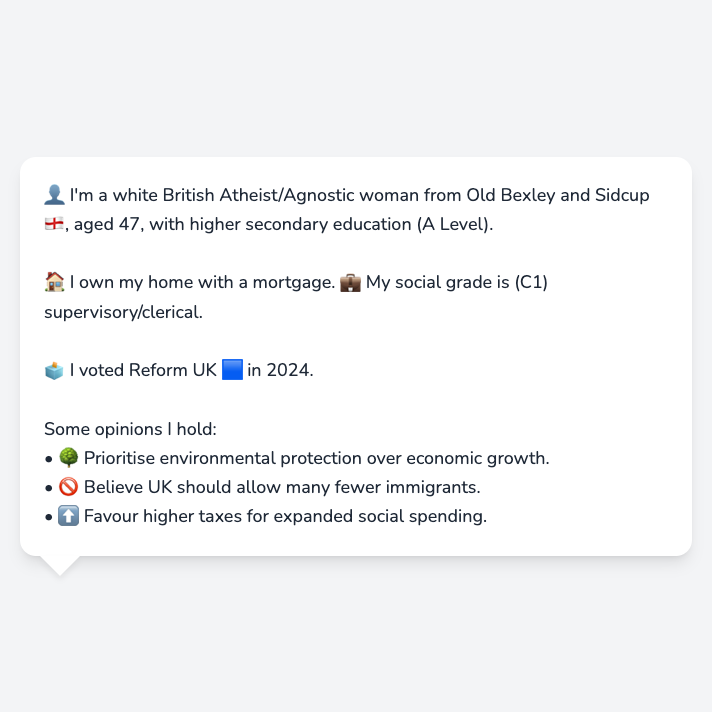 👤 I'm a white British Atheist/Agnostic woman from Old Bexley and Sidcup
🏴󠁧󠁢󠁥󠁮󠁧󠁿, aged 47, with higher secondary education (A Level).
🏠 I own my home with a mortgage. 💼 My social grade is (C1)
supervisory/clerical.
🗳️ I voted Reform UK 🟦 in 2024.
Some opinions I hold:
• 🌳 Prioritise environmental protection over economic growth.
• 🚫 Believe UK should allow many fewer immigrants.
• ⬆️ Favour higher taxes for expanded social spending.